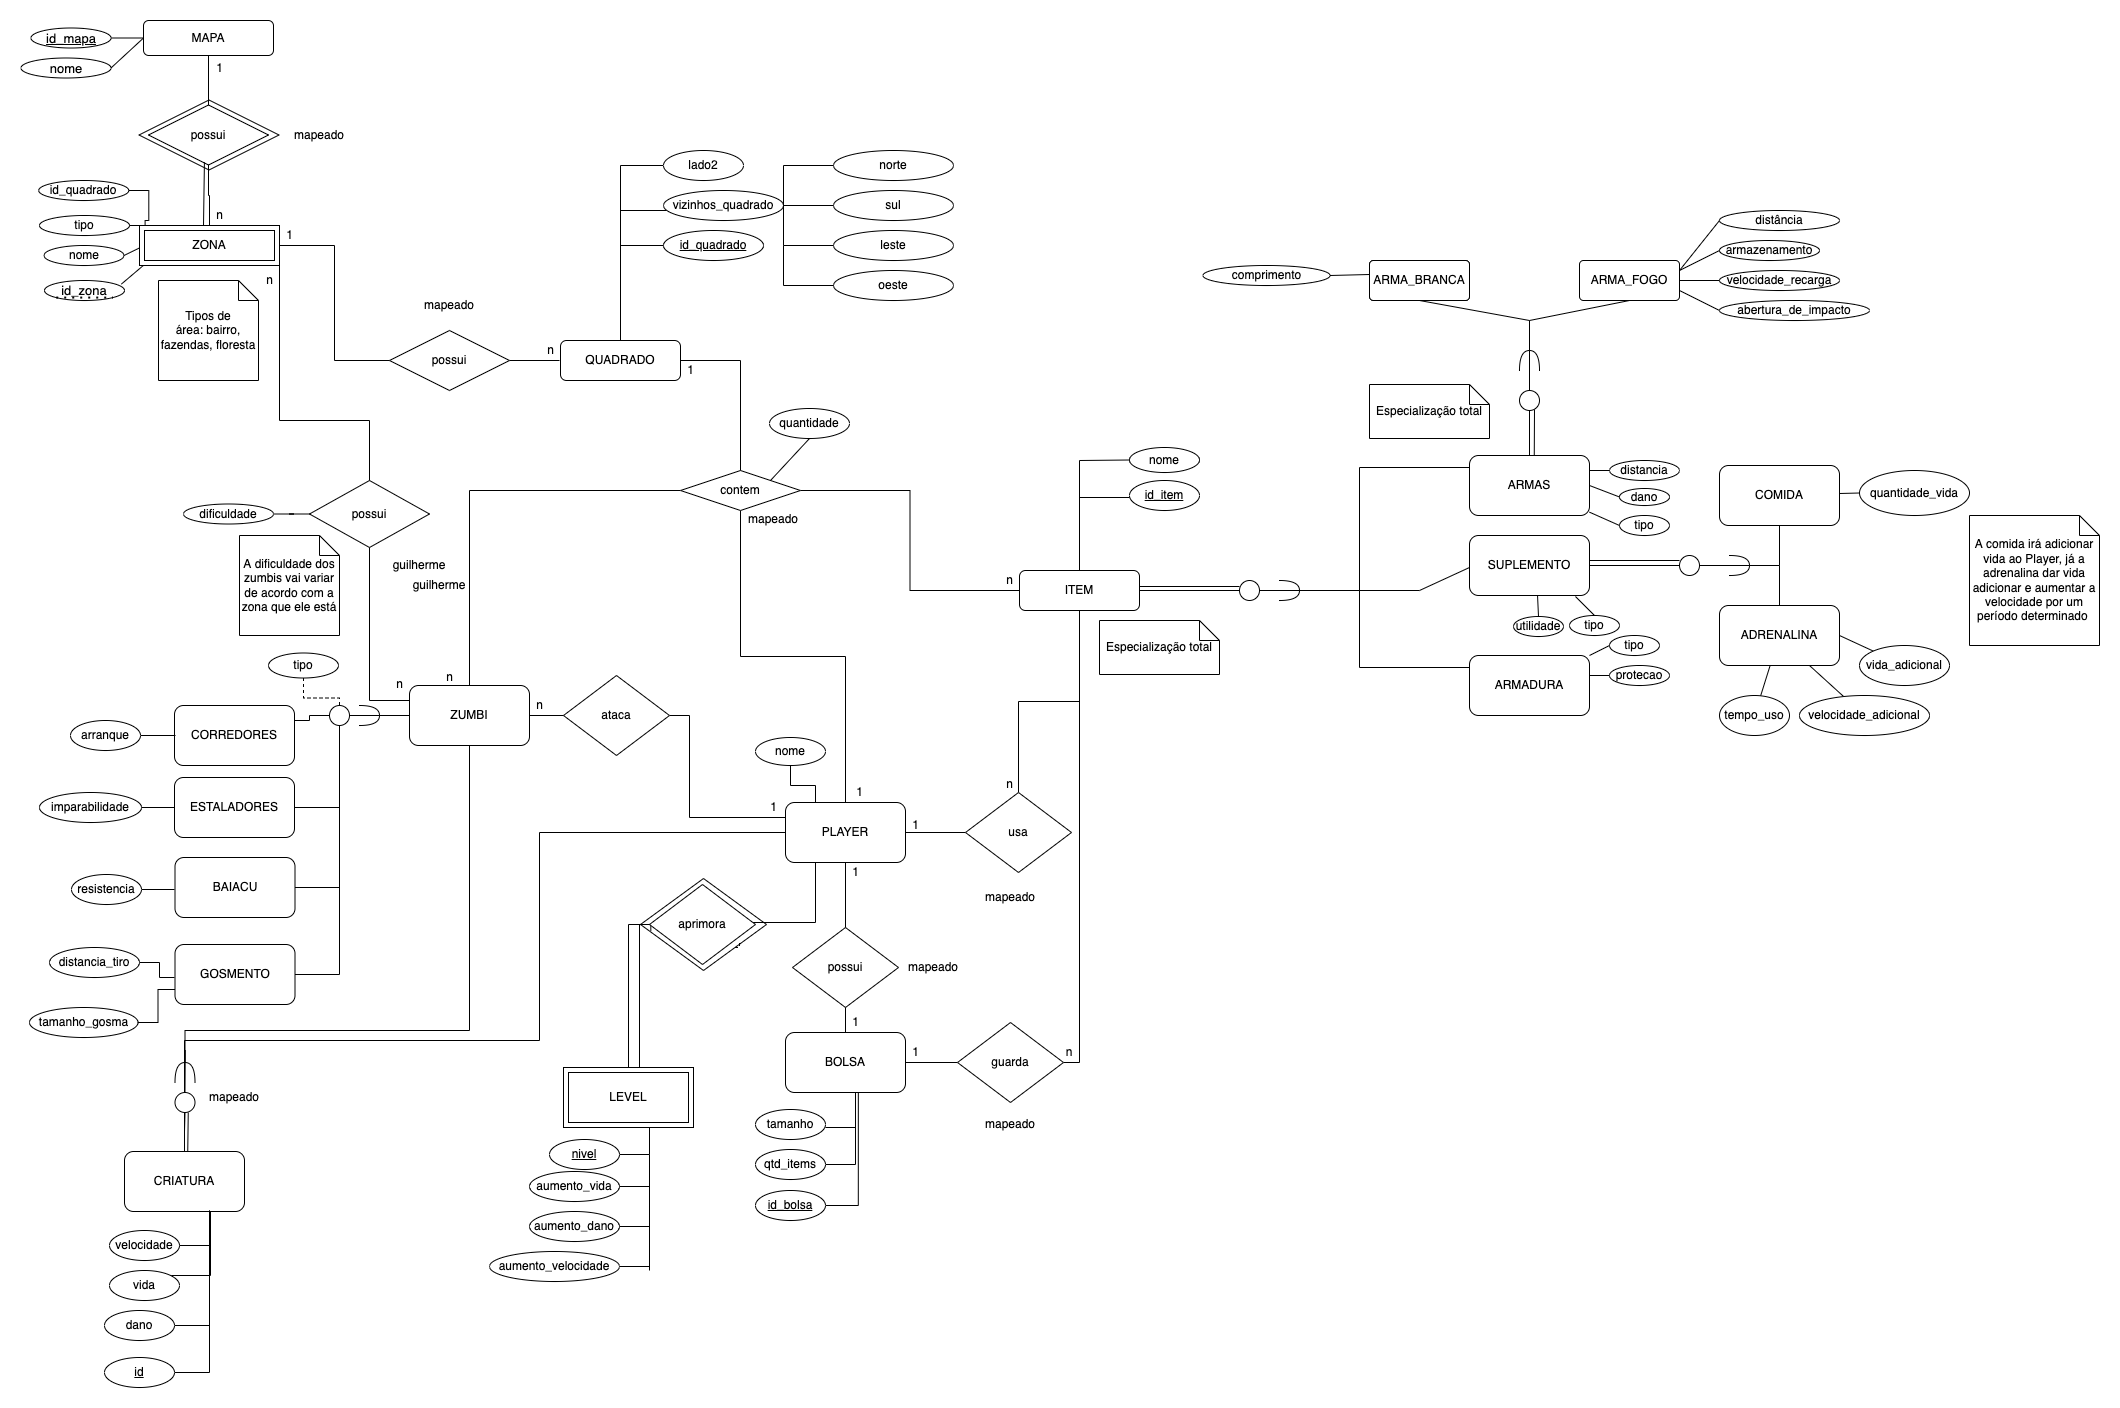 id_mapa
MAPA
nome
1
possui
mapeado
id_quadrado
n
tipo
ZONA
1
nome
id_zona
n
Tipos de
área: bairro,
fazendas, floresta
lado2
vizinhos_quadrado
id_quadrado
norte
sul
leste
oeste
mapeado
possui
n
QUADRADO
1
quantidade
contem
mapeado
dificuldade
possui
guilherme
guilherme
A dificuldade dos
zumbis vai variar
de acordo com a
zona que ele está
tipo
n
n
ZUMBI
n
ataca
arranque
CORREDORES
imparabilidade
ESTALADORES
resistencia
BAIACU
distancia_tiro
GOSMENTO
tamanho_gosma
nome
1
1
PLAYER
1
usa
n
mapeado
1
aprimora
possui
mapeado
1
BOLSA
1
guarda
n
mapeado
tamanho
qtd_items
id_bolsa
LEVEL
nivel
aumento_vida
aumento_dano
aumento_velocidade
mapeado
CRIATURA
velocidade
vida
dano
id
nome
id_item
n
ITEM
Especialização total
comprimento
ARMA_BRANCA
ARMA_FOGO
distância
armazenamento
velocidade_recarga
abertura_de_impacto
Especialização total
ARMAS
distancia
dano
tipo
SUPLEMENTO
utilidade
tipo
ARMADURA
tipo
protecao
COMIDA
quantidade_vida
ADRENALINA
vida_adicional
tempo_uso
velocidade_adicional
A comida irá adicionar
vida ao Player, já a
adrenalina dar vida
adicionar e aumentar a
velocidade por um
período determinado